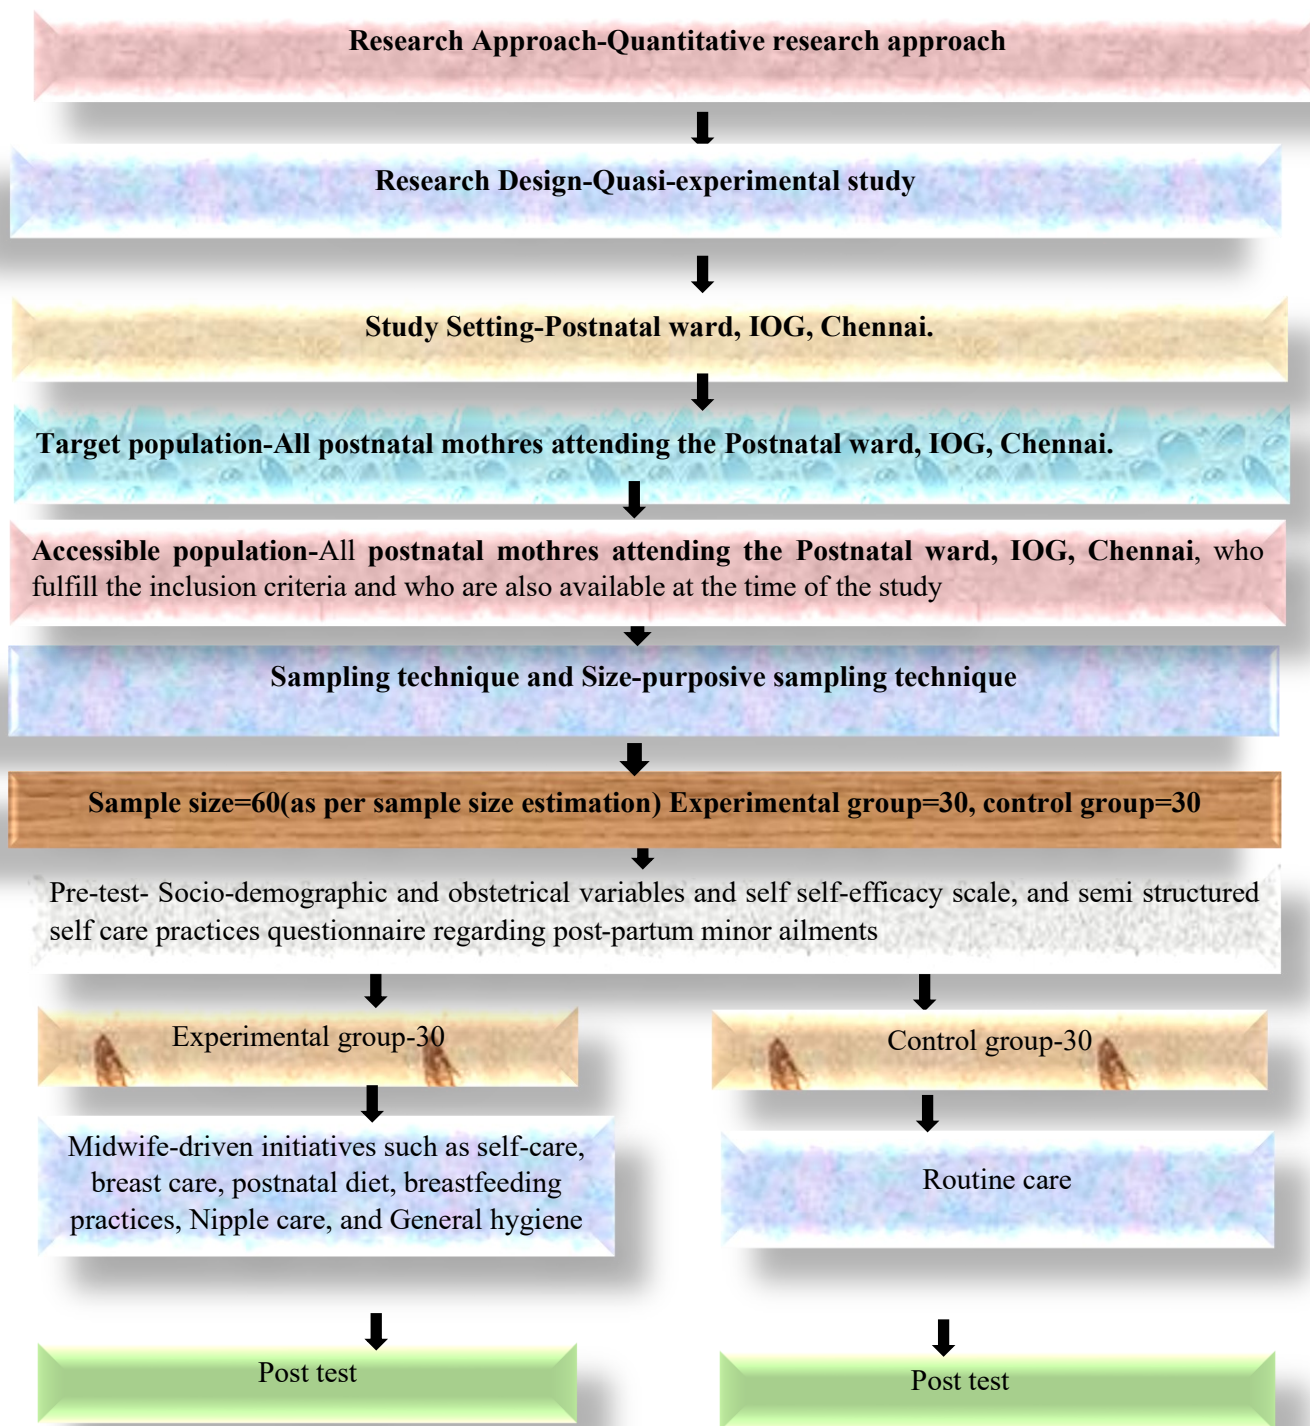 Research Approach-Quantitative research approach
Research Design-Quasi-experimental study
Study Setting-Postnatal ward, IOG, Chennai.
Target population-All postnatal mothres attending the Postnatal ward, IOG, Chennai.
Accessible population-All postnatal mothres attending the Postnatal ward, IOG, Chennai, who
fulfill the inclusion criteria and who are also available at the time of the study
Sampling technique and Size-purposive sampling technique
Sample size=60(as per sample size estimation) Experimental group=30, control group=30
Pre-test- Socio-demographic and obstetrical variables and self self-efficacy scale, and semi structured
self care practices questionnaire regarding post-partum minor ailments
Experimental group-30
Control group-30
Midwife-driven initiatives such as self-care,
breast care, postnatal diet, breastfeeding
practices, Nipple care, and General hygiene
Routine care
Post test
Post test